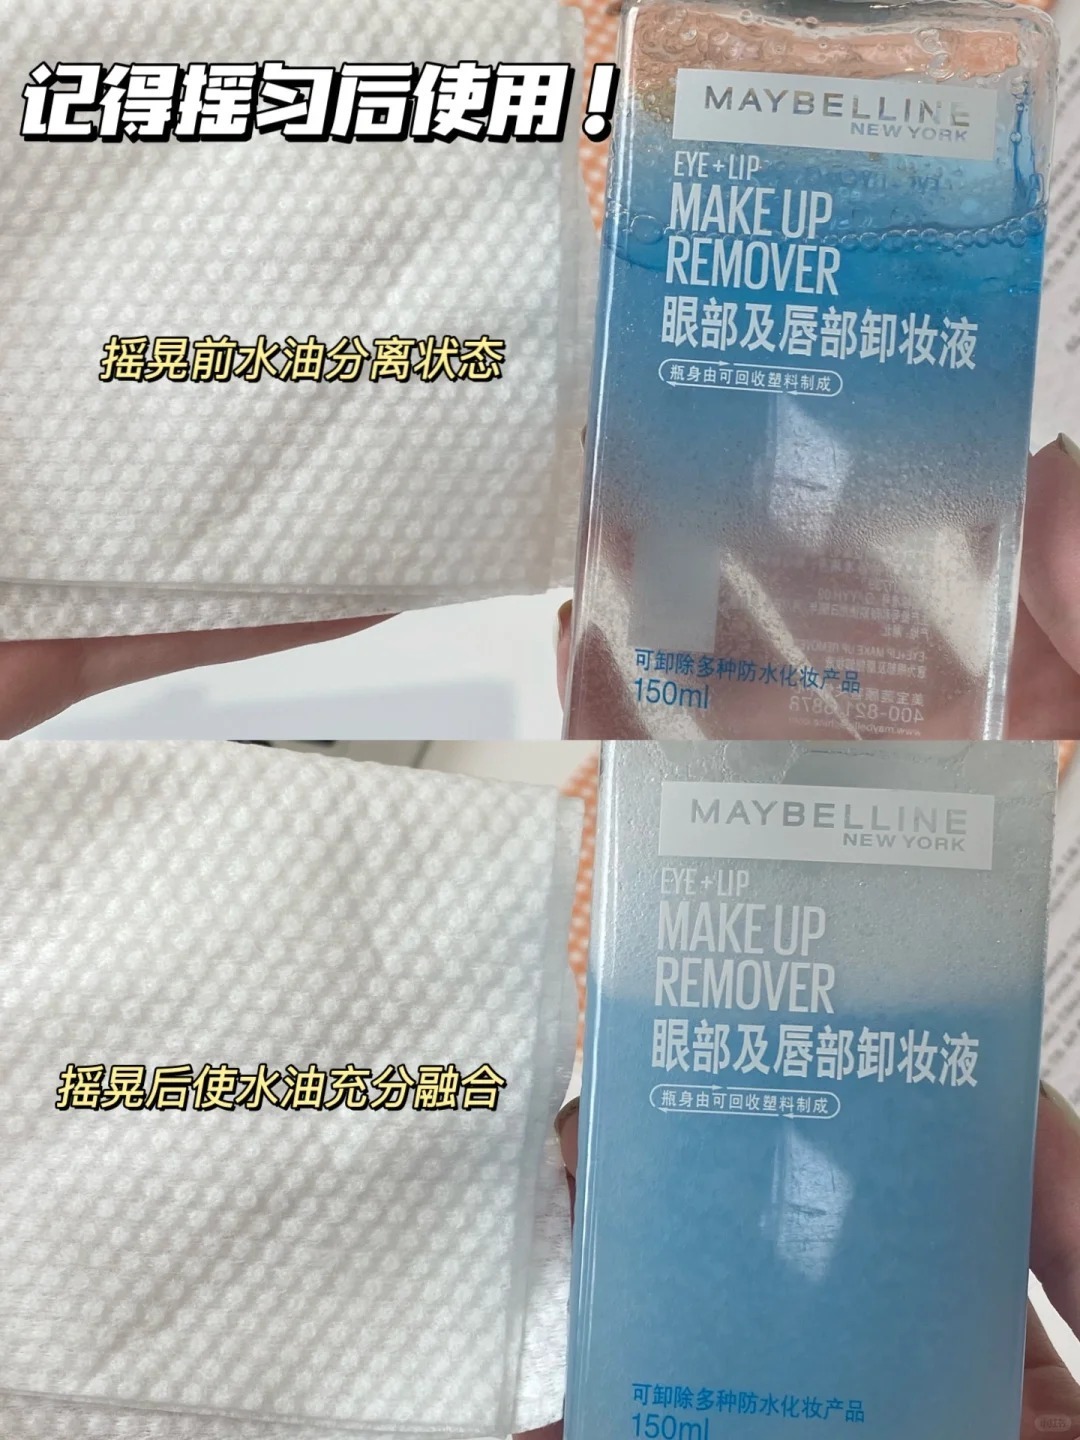 记得摇匀后使用！
MAYBELLINE
NEW YORK
EYE+LIP
MAKE UP
REMOVER
眼部及唇部卸妆液
瓶身由可回收塑料制成
摇晃前水油分离状态
可卸除多种防水化妆产品
150ml
MAYBELLINE
NEW YORK
EYE+LIP
MAKE UP
REMOVER
眼部及唇部卸妆液
瓶身由可回收塑料制成
摇晃后使水油充分融合
可卸除多种防水化妆产品
150ml